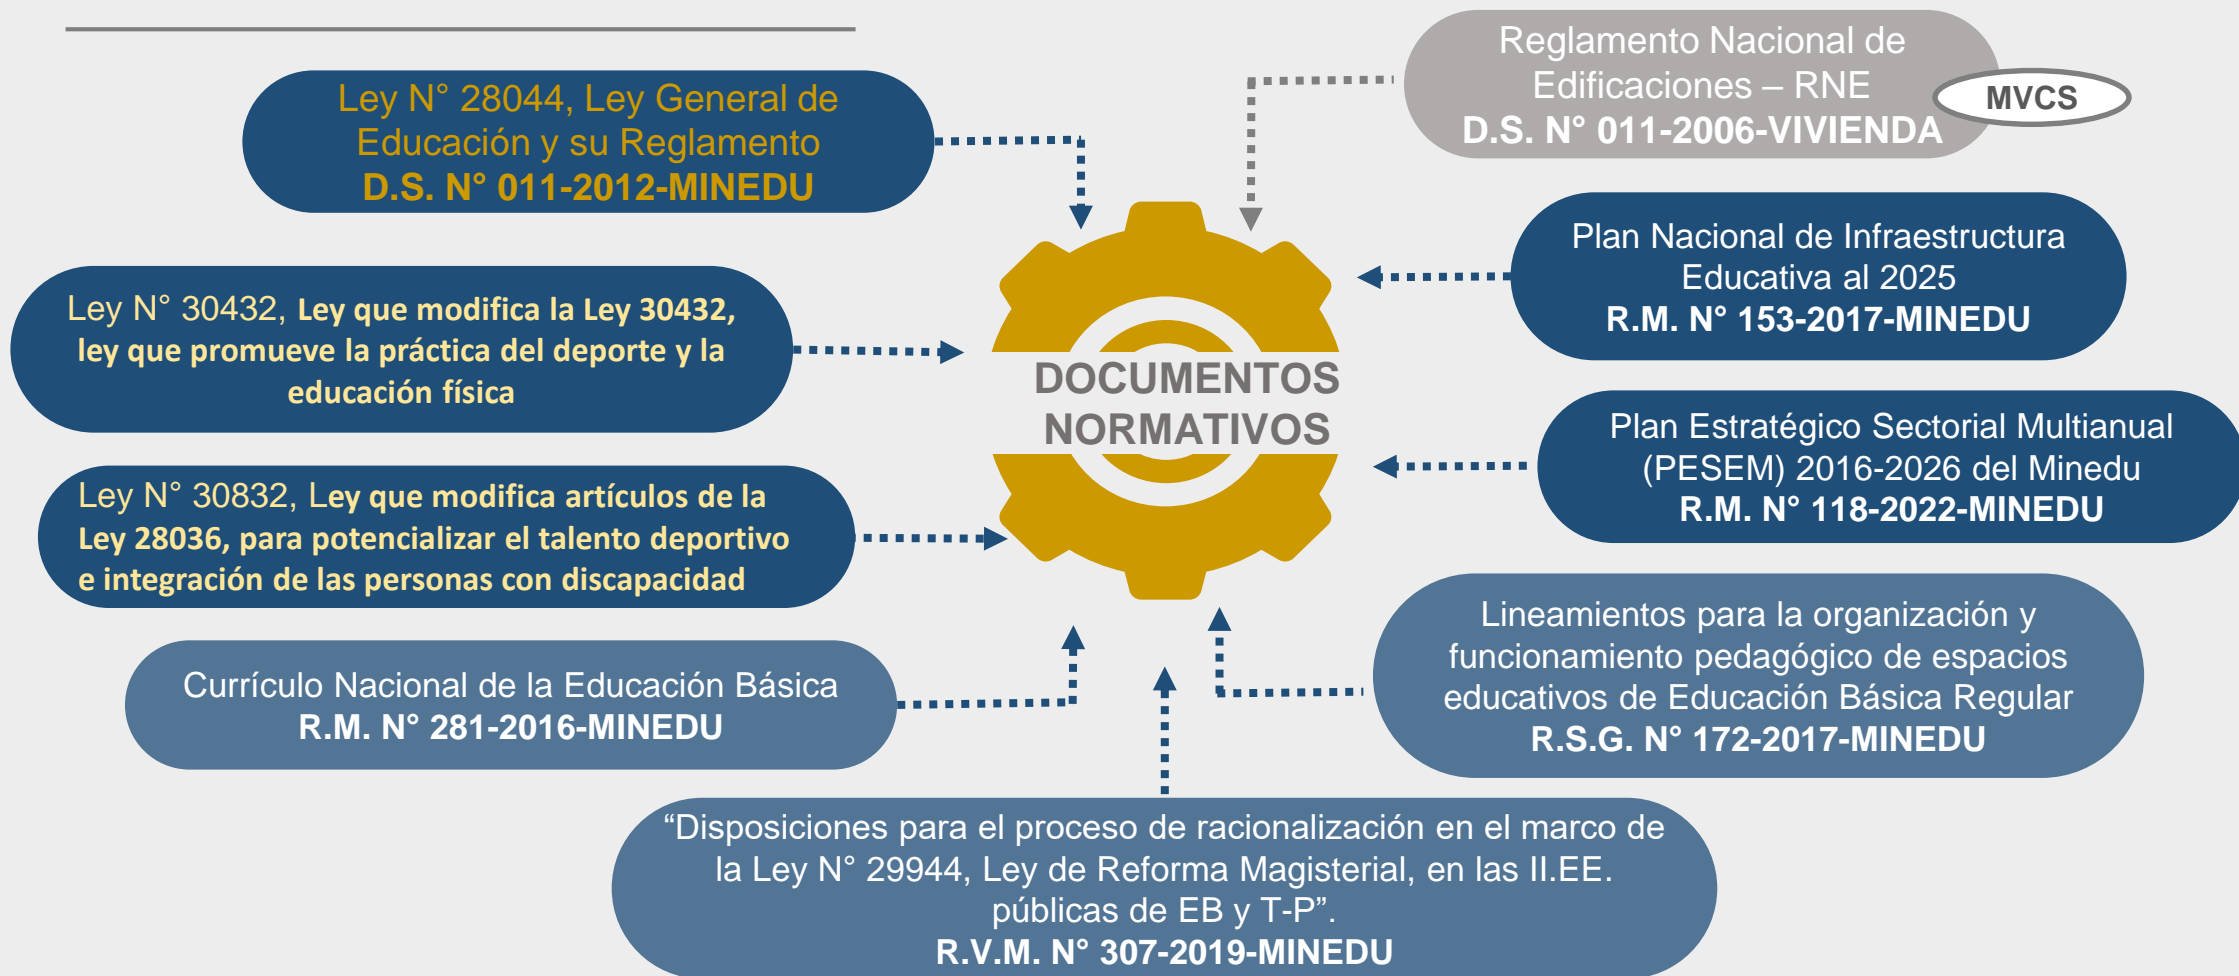 Ley N° 28044, Ley General de
Educación y su Reglamento
D.S. N° 011-2012-MINEDU
Reglamento Nacional de
Edificaciones – RNE
D.S. N° 011-2006-VIVIENDA
MVCS
Ley N° 30432, Ley que modifica la Ley 30432,
ley que promueve la práctica del deporte y la
educación física
Plan Nacional de Infraestructura
Educativa al 2025
R.M. N° 153-2017-MINEDU
DOCUMENTOS
NORMATIVOS
Ley N° 30832, Ley que modifica artículos de la
Ley 28036, para potencializar el talento deportivo
e integración de las personas con discapacidad
Plan Estratégico Sectorial Multianual
(PESEM) 2016-2026 del Minedu
R.M. N° 118-2022-MINEDU
Currículo Nacional de la Educación Básica
R.M. N° 281-2016-MINEDU
Lineamientos para la organización y
funcionamiento pedagógico de espacios
educativos de Educación Básica Regular
R.S.G. N° 172-2017-MINEDU
“Disposiciones para el proceso de racionalización en el marco de
la Ley N° 29944, Ley de Reforma Magisterial, en las II.EE.
públicas de EB y T-P”.
R.V.M. N° 307-2019-MINEDU